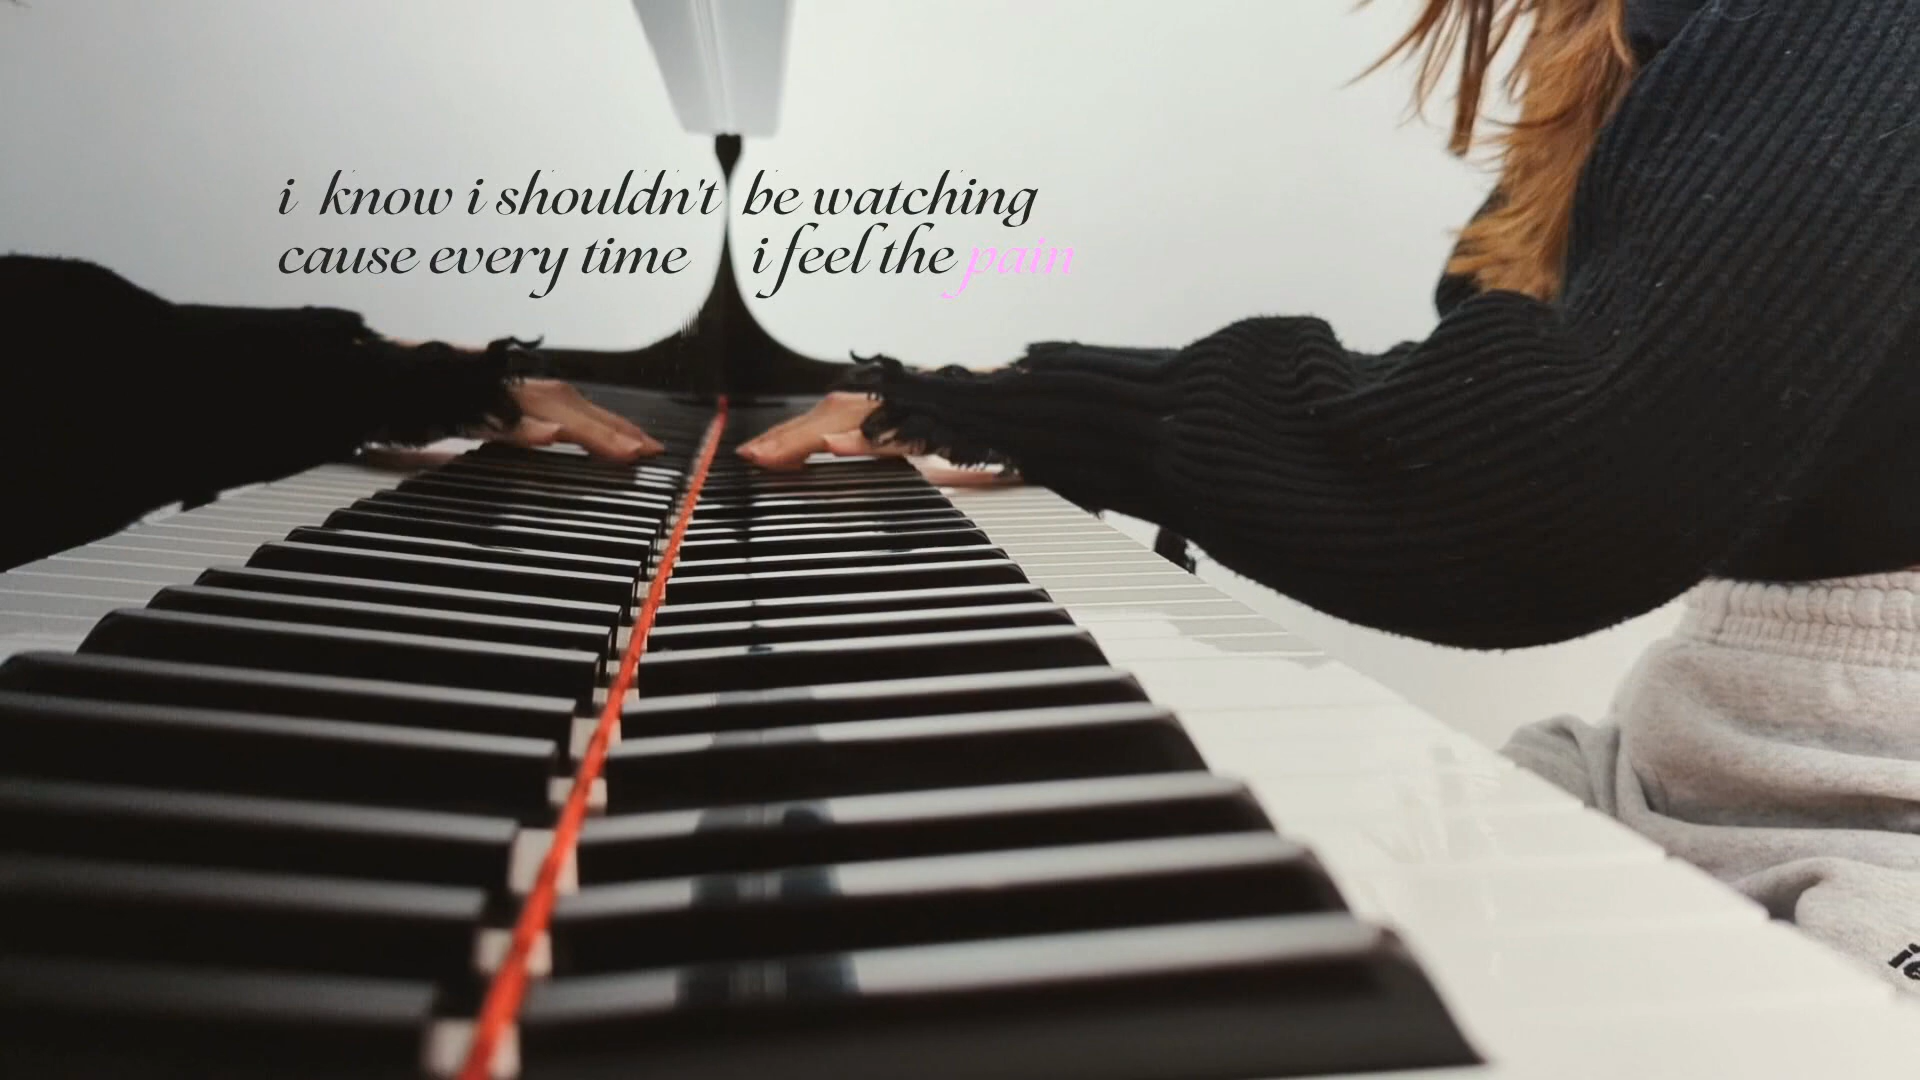 i know i shouldn't be watching
cause every time i feel the pain